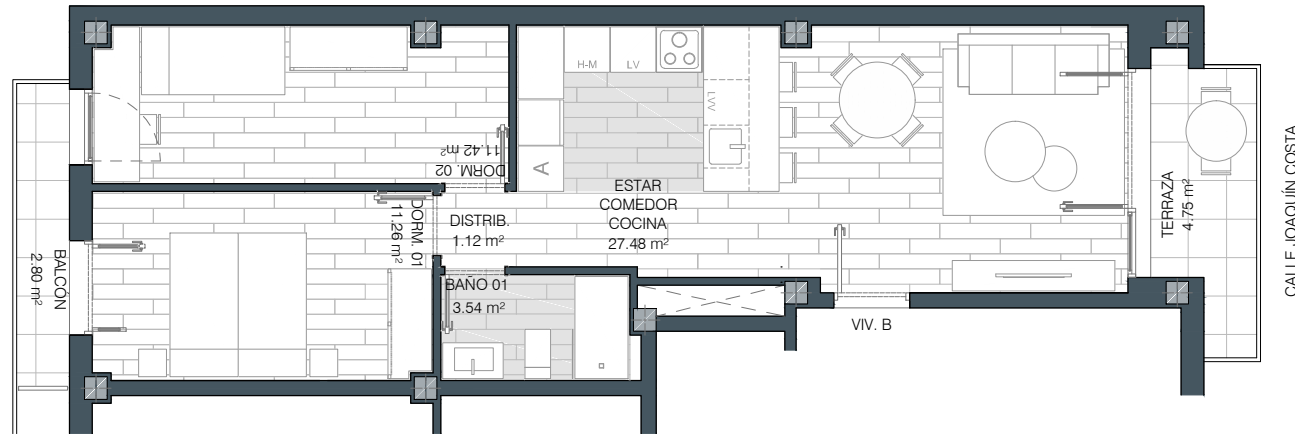 H-M
LV
LVV
A
DORM. 02
11.42 m²
ESTAR
COMEDOR
COCINA
27.48 m²
DISTRIB.
1.12 m²
DORM. 01
11.26 m²
BALCÓN
2.80 m²
BAÑO 01
3.54 m²
VIV. B
TERRAZA
4.75 m²
CALLE JOAQUÍN COSTA